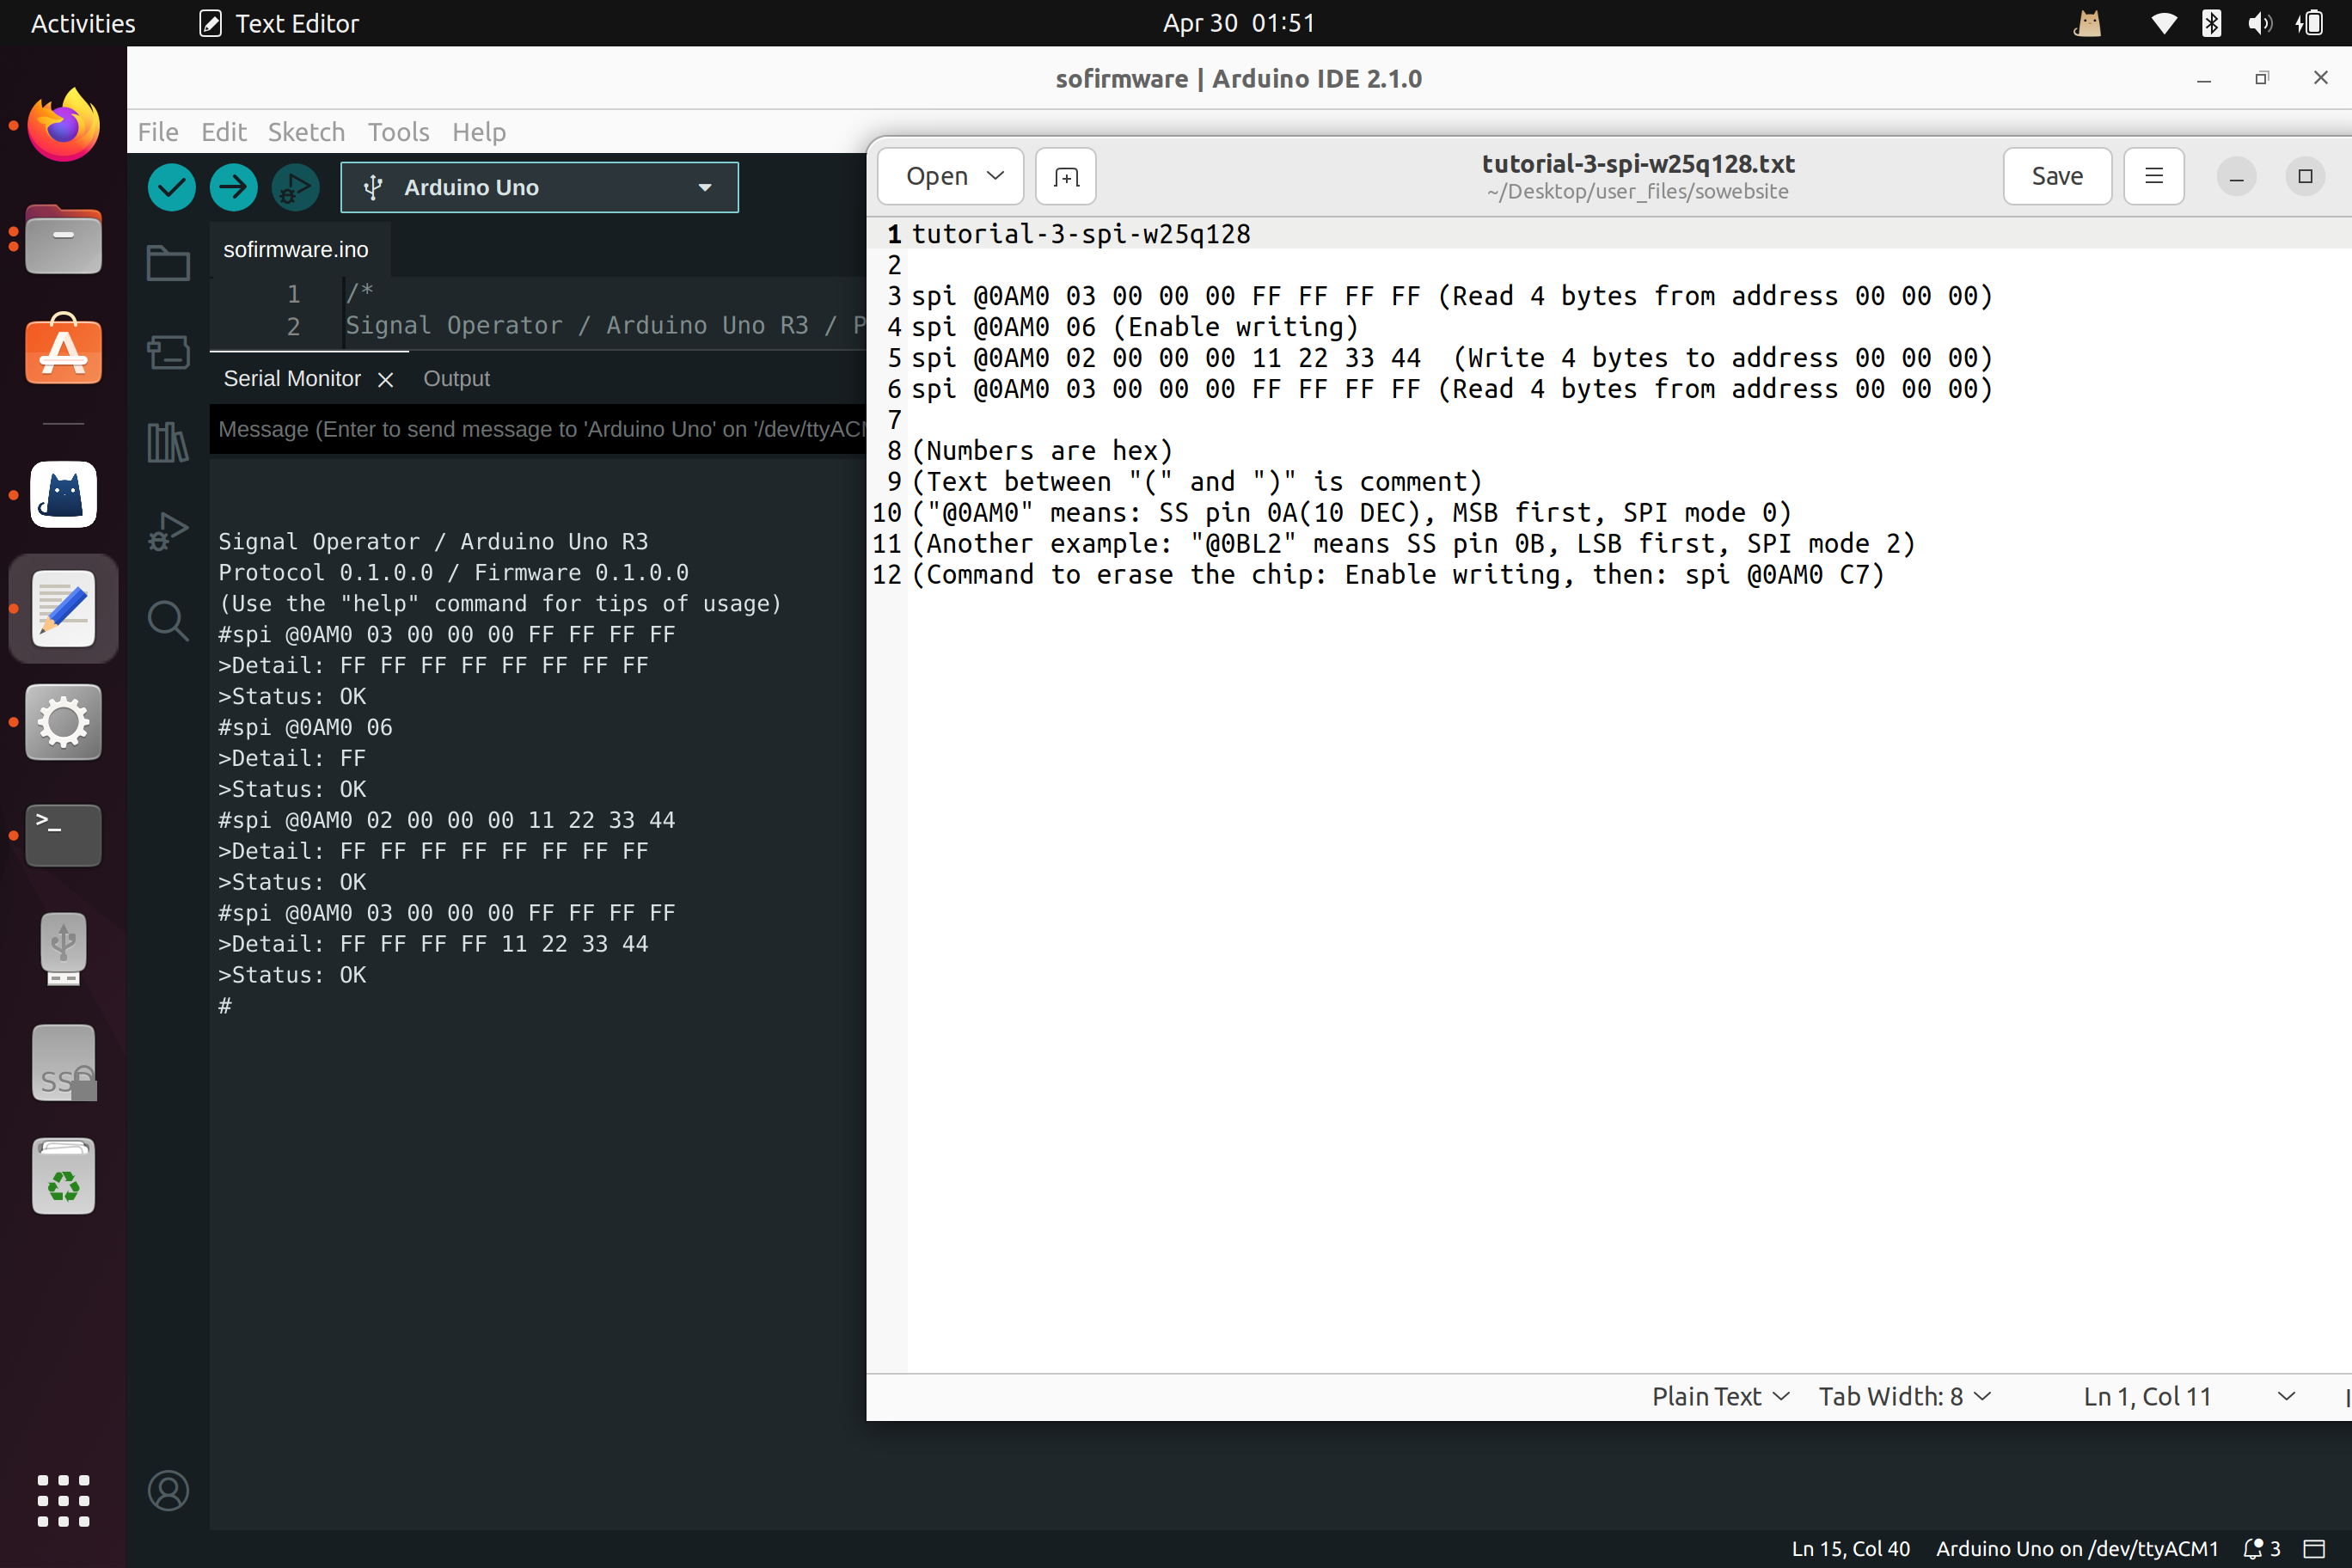 Activities
Text Editor
Apr 30 01:51
sofirmware | Arduino IDE 2.1.0
File Edit Sketch Tools Help
Arduino Uno
sofirmware.ino
1 /*
2 Signal Operator / Arduino Uno R3 / P
Serial Monitor
Output
Message (Enter to send message to 'Arduino Uno' on '/dev/ttyACM
Signal Operator / Arduino Uno R3
Protocol 0.1.0.0 / Firmware 0.1.0.0
(Use the "help" command for tips of usage)
#spi @0AM0 03 00 00 00 FF FF FF FF
>Detail: FF FF FF FF FF FF FF FF
>Status: OK
#spi @0AM0 06
>Detail: FF
>Status: OK
#spi @0AM0 02 00 00 00 11 22 33 44
>Detail: FF FF FF FF FF FF FF FF
>Status: OK
#spi @0AM0 03 00 00 00 FF FF FF FF
>Detail: FF FF FF FF 11 22 33 44
>Status: OK
#
Open
tutorial-3-spi-w25q128.txt
~/Desktop/user_files/sowebsite
Save
1 tutorial-3-spi-w25q128
2
3 spi @0AM0 03 00 00 00 FF FF FF FF (Read 4 bytes from address 00 00 00)
4 spi @0AM0 06 (Enable writing)
5 spi @0AM0 02 00 00 00 11 22 33 44  (Write 4 bytes to address 00 00 00)
6 spi @0AM0 03 00 00 00 FF FF FF FF (Read 4 bytes from address 00 00 00)
7
8 (Numbers are hex)
9 (Text between "(" and ")" is comment)
10 ("@0AM0" means: SS pin 0A(10 DEC), MSB first, SPI mode 0)
11 (Another example: "@0BL2" means SS pin 0B, LSB first, SPI mode 2)
12 (Command to erase the chip: Enable writing, then: spi @0AM0 C7)
Plain Text
Tab Width: 8
Ln 1, Col 11
>_
SSD
Ln 15, Col 40
Arduino Uno on /dev/ttyACM1
3